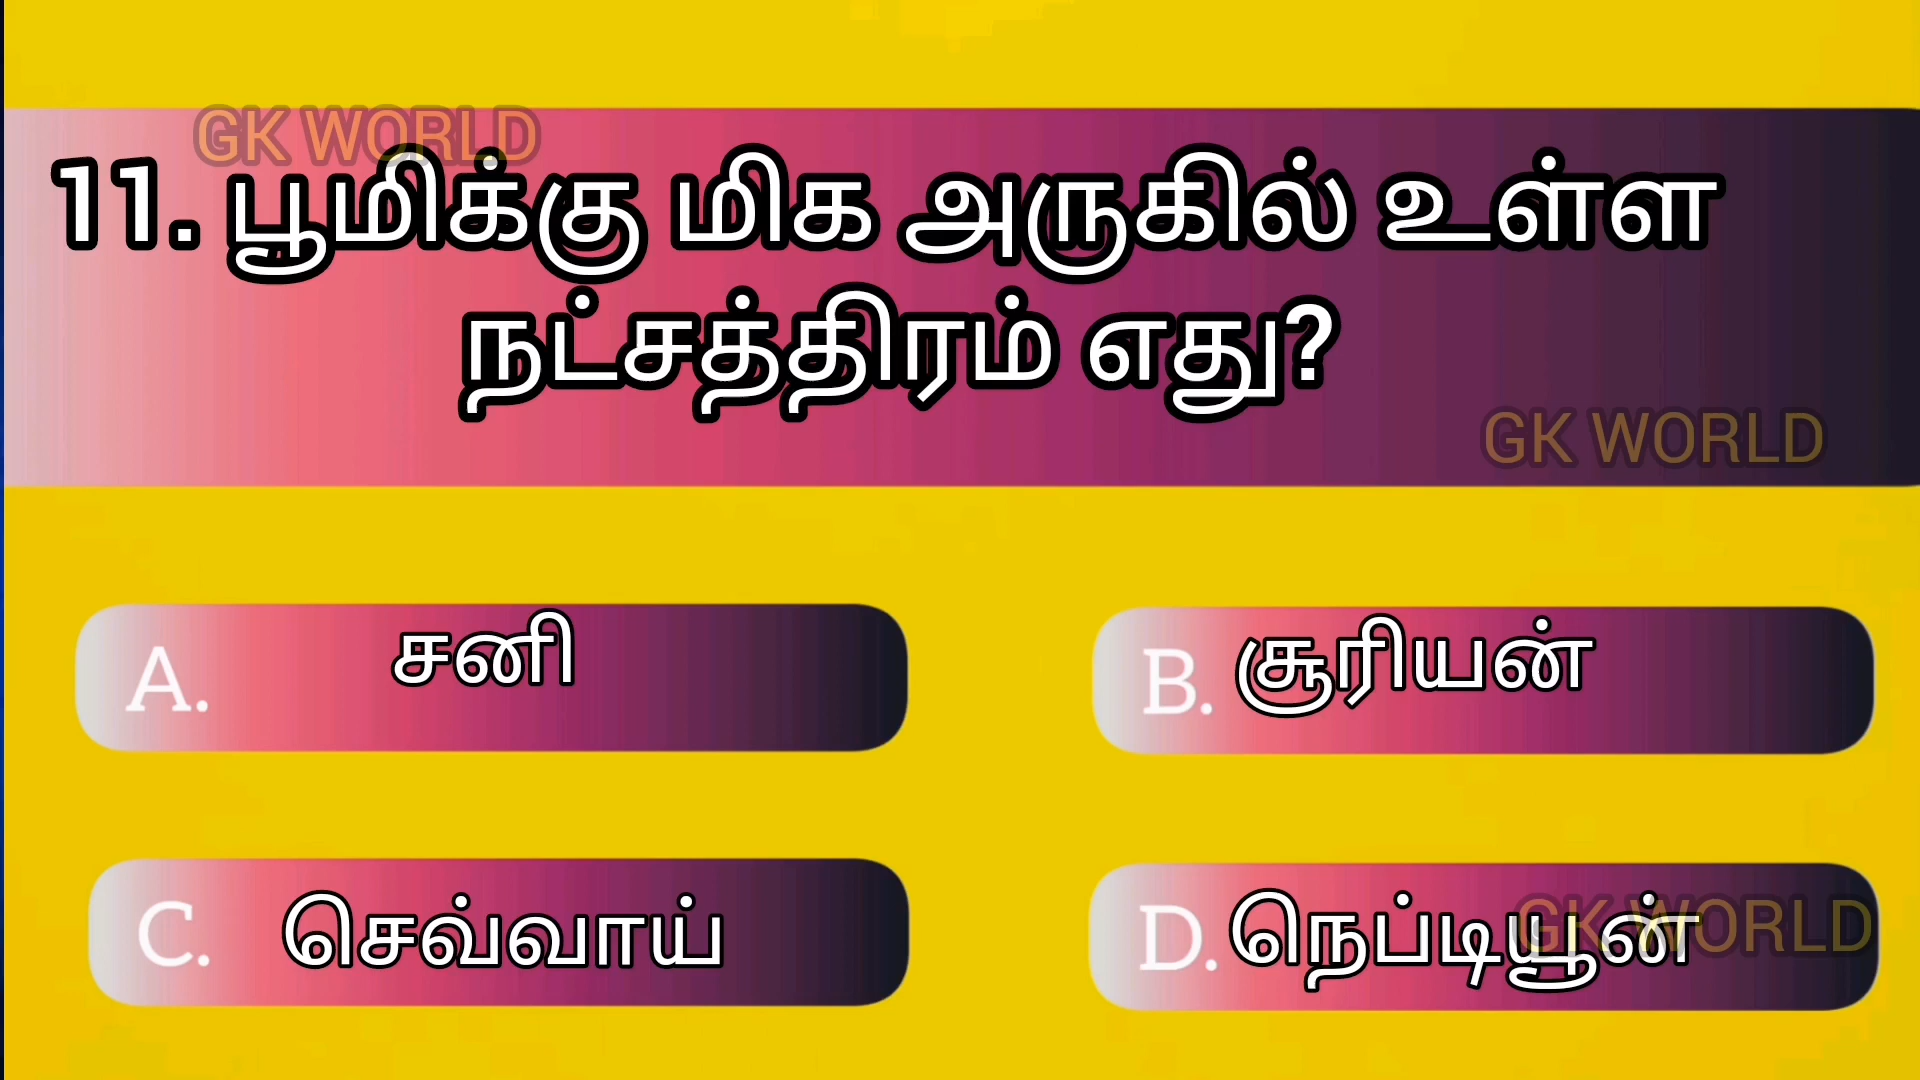 GK WORLD
11. பூமிக்கு மிக அருகில் உள்ள
நட்சத்திரம் எது?
GK WORLD
A. சனி
B. சூரியன்
C. செவ்வாய்
D. நெப்டியூன்
GK WORLD